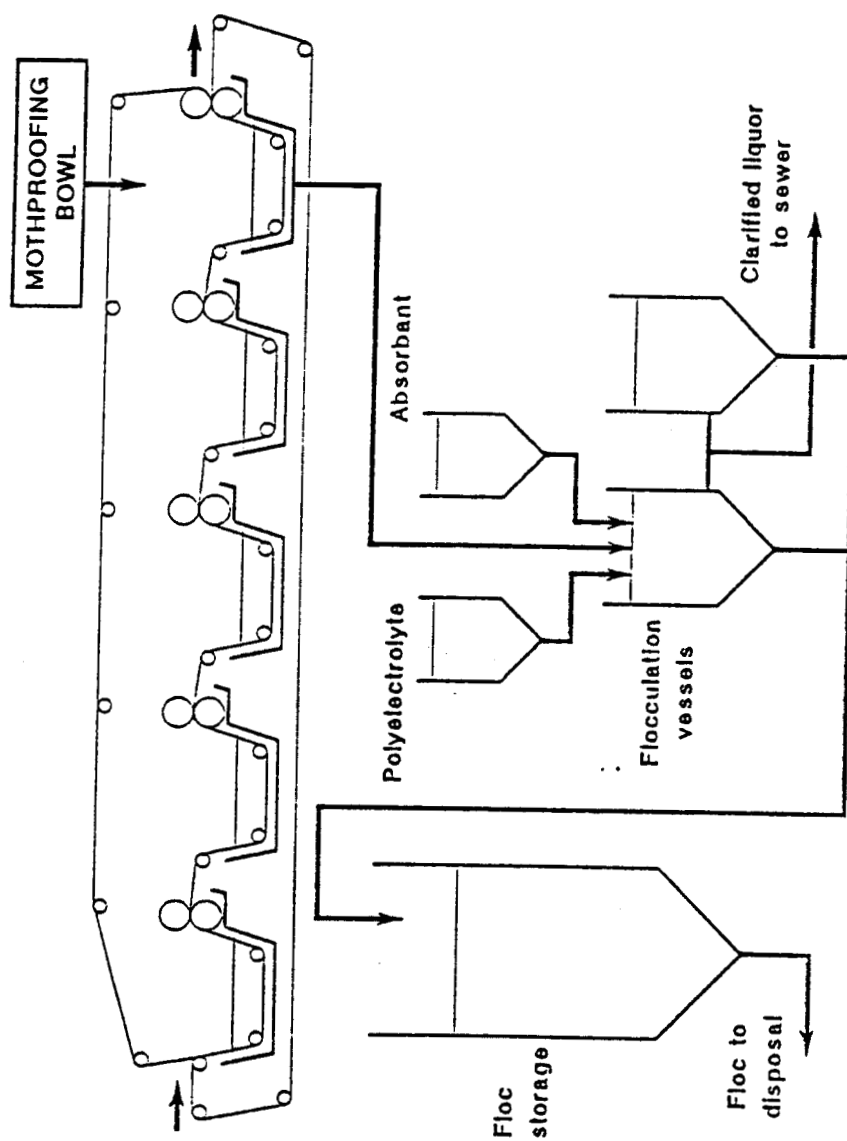 MOTHPROOFING
BOWL
Absorbant
Polyelectrolyte
Clarified liquor
to sewer
Flocculation
vessels
Floc
storage
Floc to
disposal